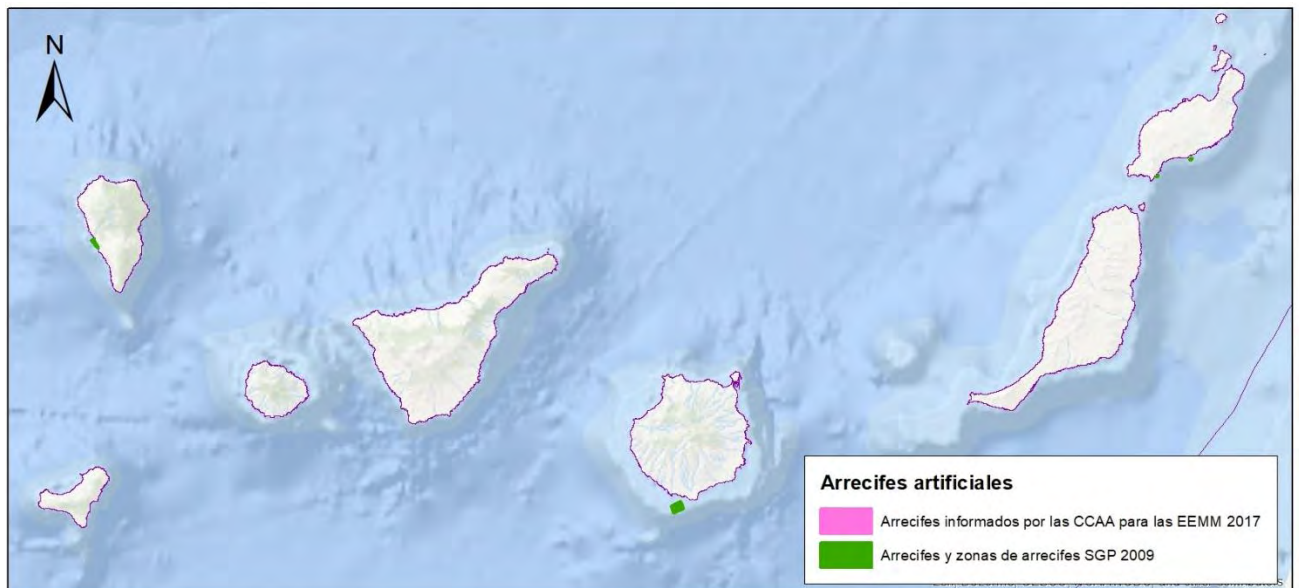 N
Arrecifes artificiales
Arrecifes informados por las CCAA para las EEMM 2017
Arrecifes y zonas de arrecifes SGP 2009